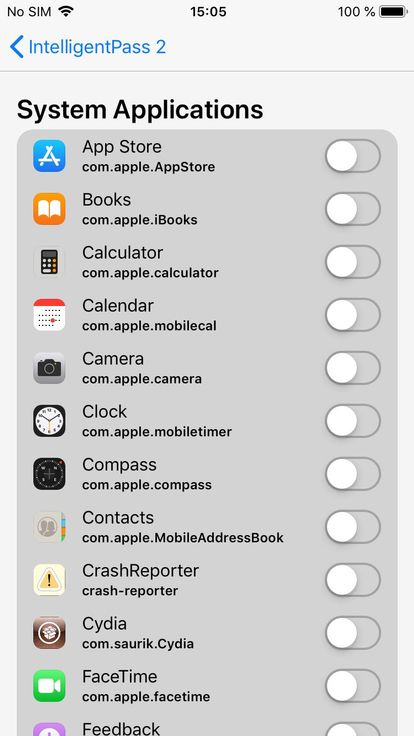 No SIM 15:05 100 %
IntelligentPass 2
System Applications
App Store
com.apple.AppStore
Books
com.apple.iBooks
Calculator
com.apple.calculator
Calendar
com.apple.mobilecal
Camera
com.apple.camera
Clock
com.apple.mobiletimer
Compass
com.apple.compass
Contacts
com.apple.MobileAddressBook
CrashReporter
crash-reporter
Cydia
com.saurik.Cydia
FaceTime
com.apple.facetime
Feedback